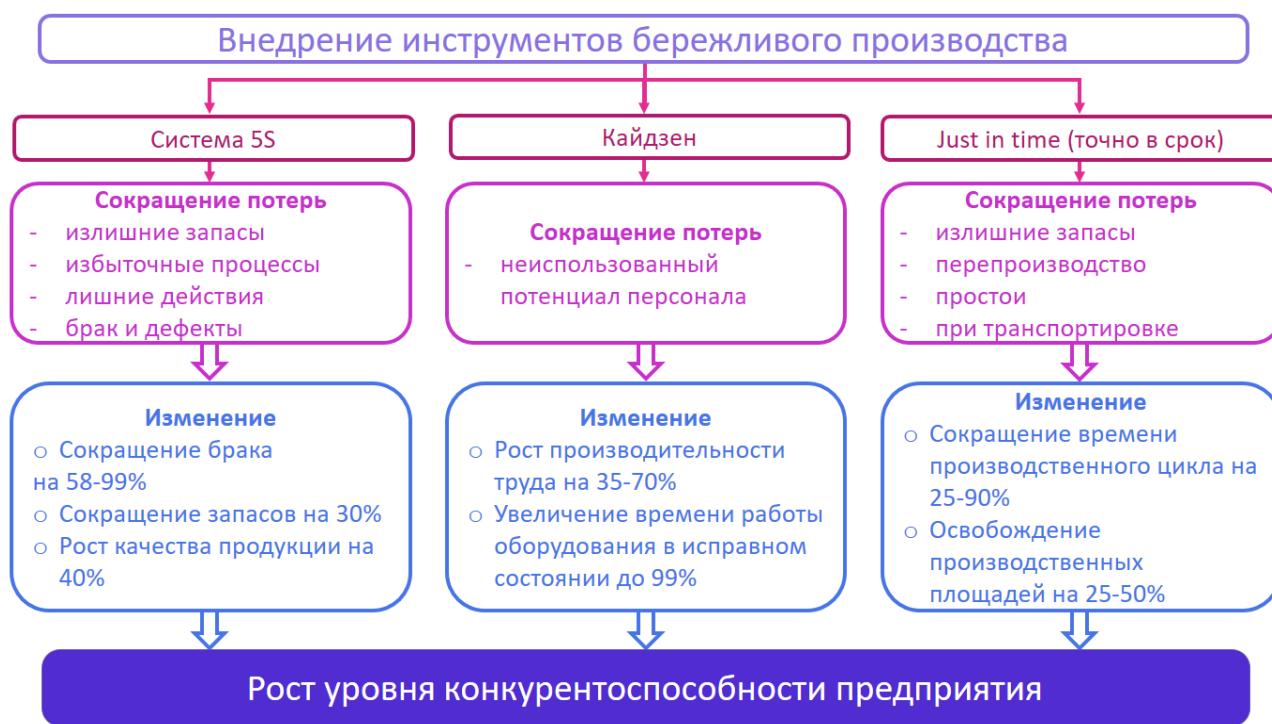 Внедрение инструментов бережливого производства
Система 5S
Кайдзен
Just in time (точно в срок)
Сокращение потерь
- излишние запасы
- избыточные процессы
- лишние действия
- брак и дефекты
Сокращение потерь
- неиспользованный
потенциал персонала
Сокращение потерь
- излишние запасы
- перепроизводство
- простои
- при транспортировке
Изменение
○ Сокращение брака
на 58-99%
○ Сокращение запасов на 30%
○ Рост качества продукции на
40%
Изменение
○ Рост производительности
труда на 35-70%
○ Увеличение времени работы
оборудования в исправном
состоянии до 99%
Изменение
○ Сокращение времени
производственного цикла на
25-90%
○ Освобождение
производственных
площадей на 25-50%
Рост уровня конкурентоспособности предприятия